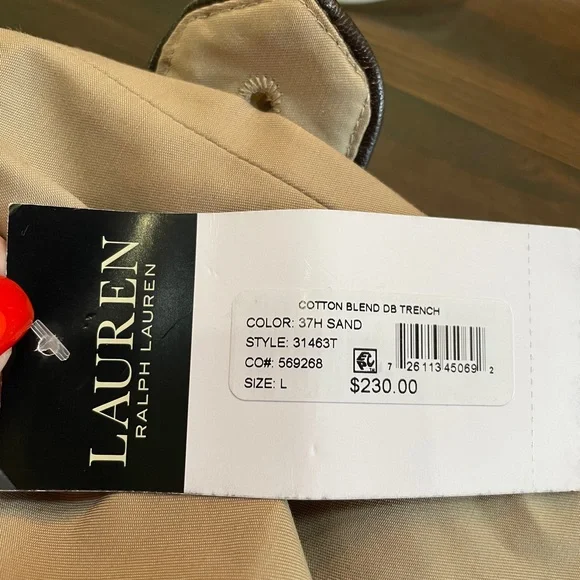 LAUREN
RALPH LAUREN
COTTON BLEND DB TRENCH
COLOR: 37H SAND
STYLE: 31463T
CO#: 569268
SIZE: L
$230.00
7 26113 45069 2